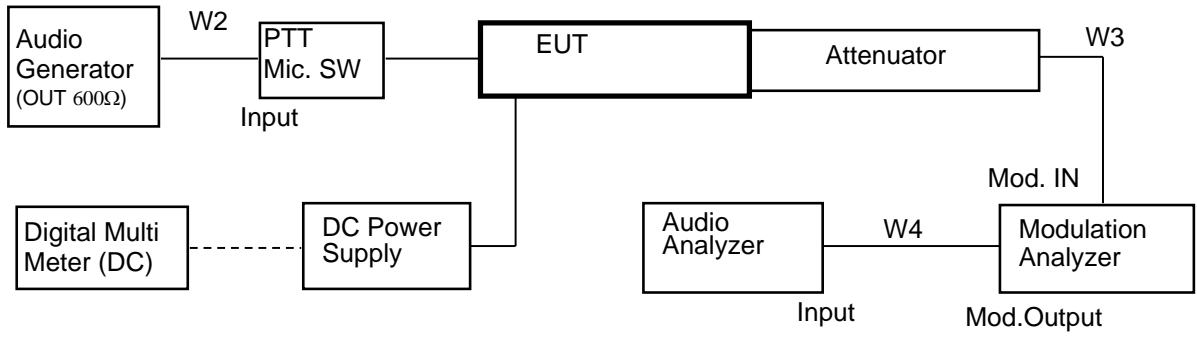 W2
Audio
Generator
(OUT 600Ω)
PTT
Mic. SW
Input
EUT
Attenuator
W3
Mod. IN
Digital Multi
Meter (DC)
DC Power
Supply
Audio
Analyzer
W4
Modulation
Analyzer
Input
Mod.Output